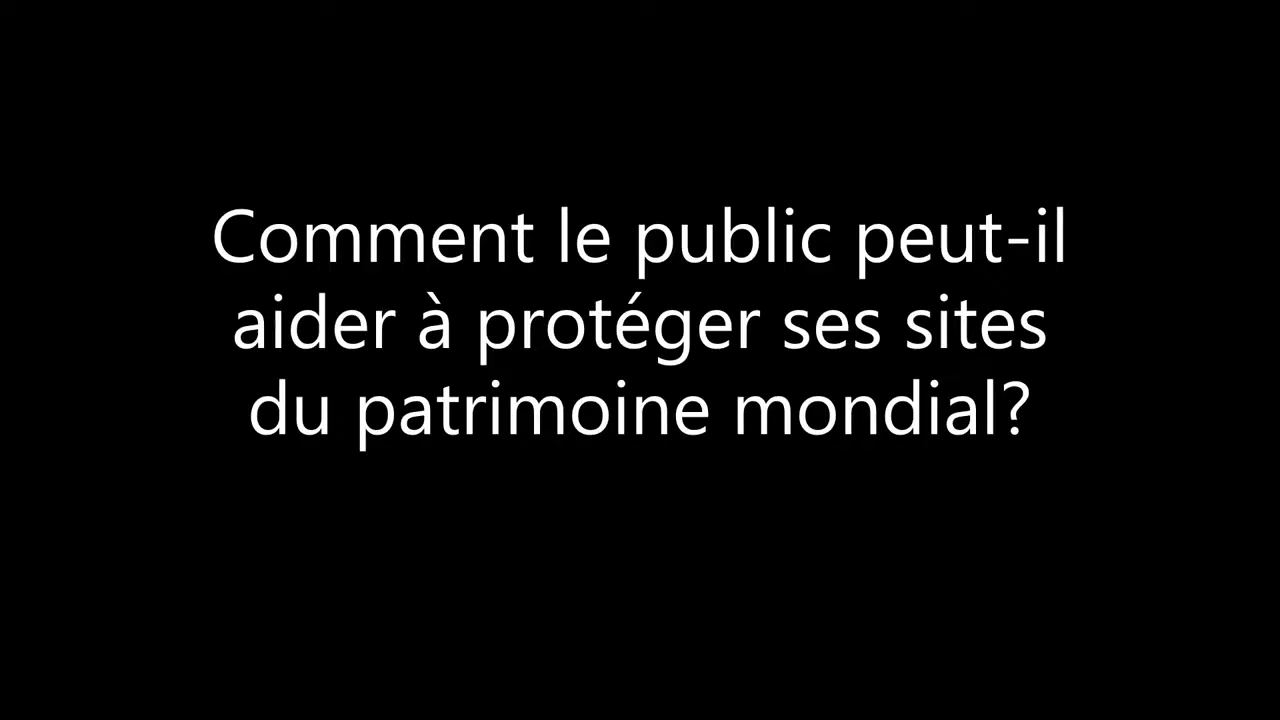 Comment le public peut-il
aider à protéger ses sites
du patrimoine mondial?